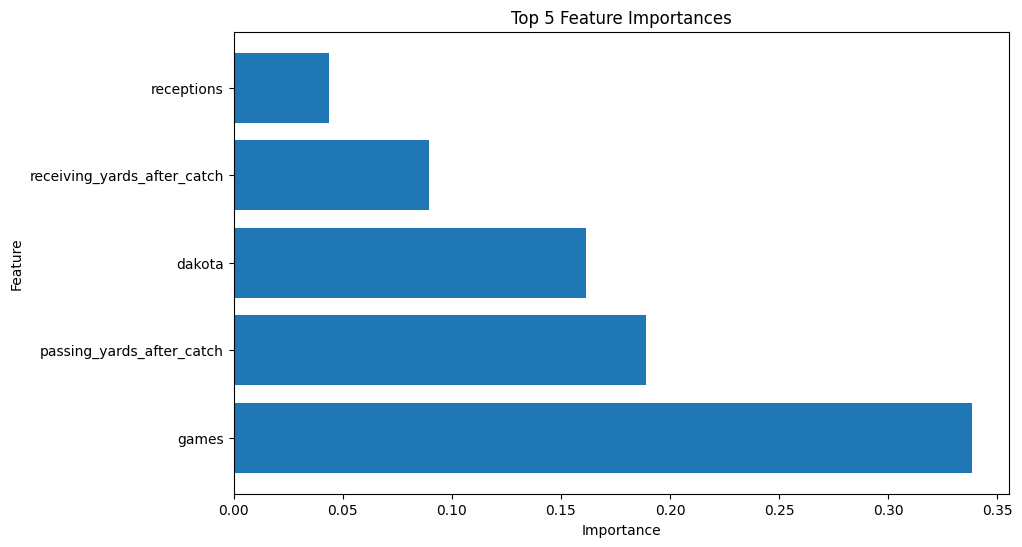 Top 5 Feature Importances
receptions
receiving_yards_after_catch
dakota
passing_yards_after_catch
games
Feature
0.00 0.05 0.10 0.15 0.20 0.25 0.30 0.35
Importance